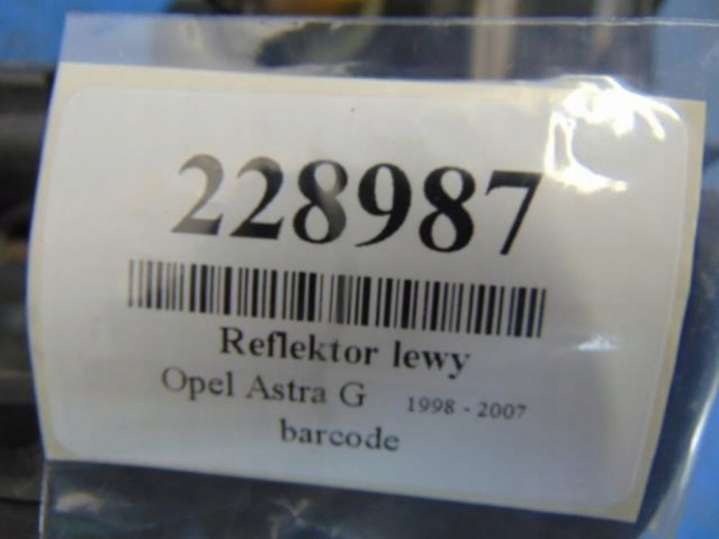 228987
Reflektor lewy
Opel Astra G 1998 - 2007
barcode